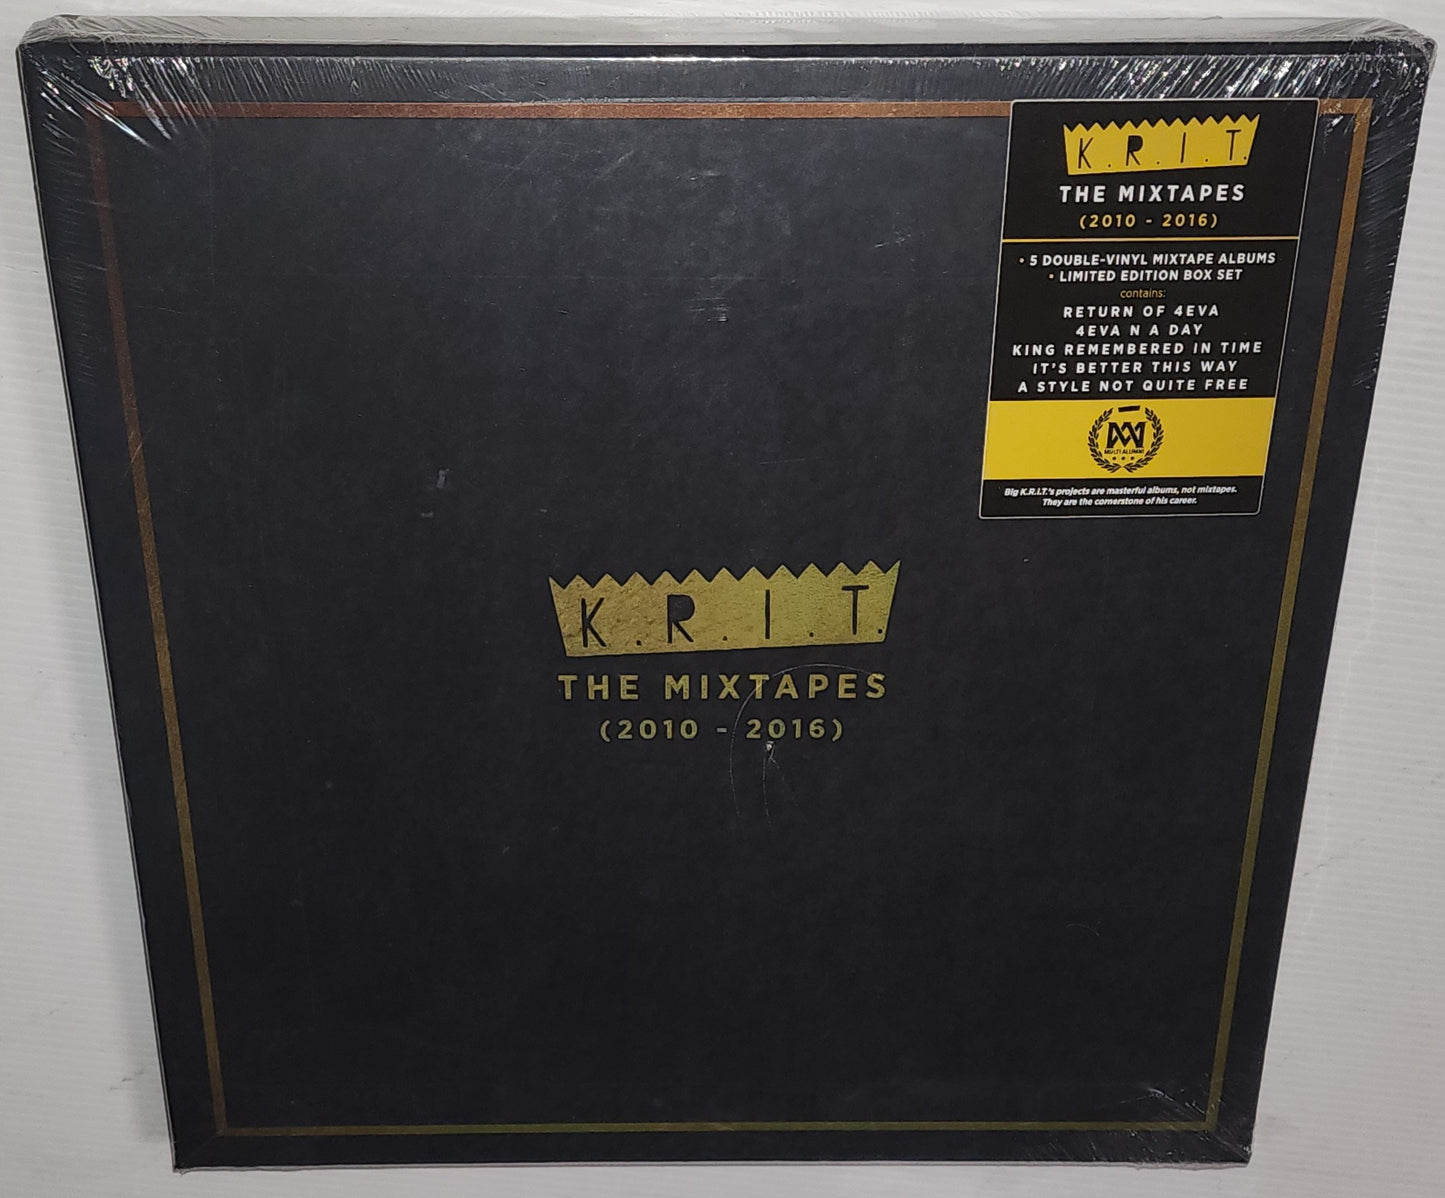 K.R.I.T.
THE MIXTAPES
(2010 - 2016)
• 5 DOUBLE-VINYL MIXTAPE ALBUMS
• LIMITED EDITION BOX SET
contains:
RETURN OF 4EVA
4EVA N A DAY
KING REMEMBERED IN TIME
IT'S BETTER THIS WAY
A STYLE NOT QUITE FREE
MULTI ALUMNI
Big K.R.I.T.'s projects are masterful albums, not mixtapes.
They are the cornerstone of his career.
K.R.I.T.
THE MIXTAPES
(2010 - 2016)